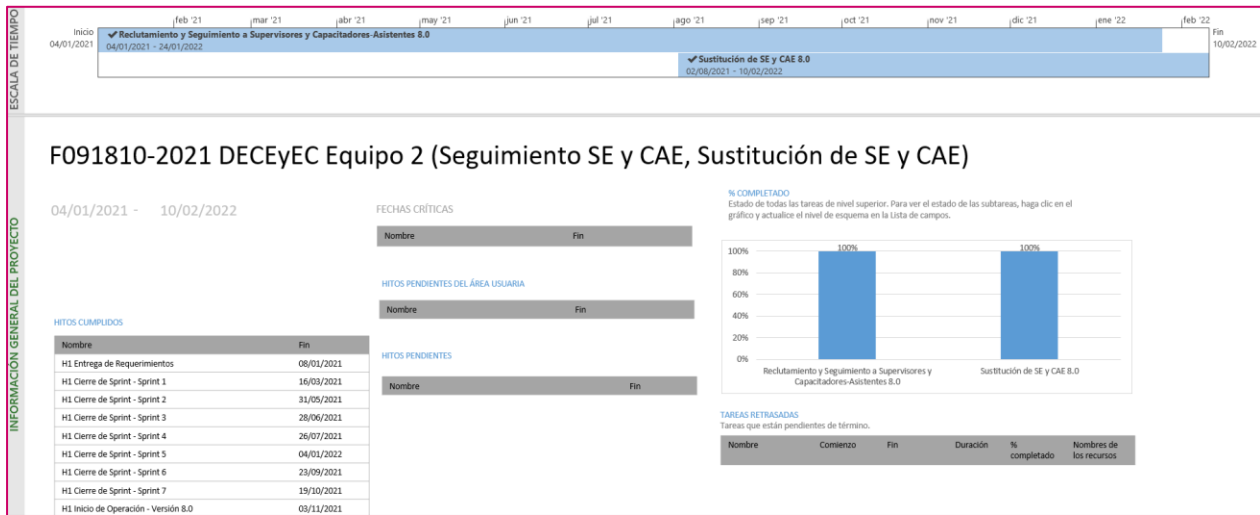 ESCALA DE TIEMPO
feb '21 mar '21 abr '21 may '21 jun '21 jul '21 ago '21 sep '21 oct '21 nov '21 dic '21 ene '22 feb '22
Inicio
04/01/2021
Reclutamiento y Seguimiento a Supervisores y Capacitadores-Asistentes 8.0
04/01/2021 - 24/01/2022
Fin
10/02/2022
Sustitución de SE y CAE 8.0
02/08/2021 - 10/02/2022
INFORMACIÓN GENERAL DEL PROYECTO
F091810-2021 DECEyEC Equipo 2 (Seguimiento SE y CAE, Sustitución de SE y CAE)
04/01/2021 - 10/02/2022
HITOS CUMPLIDOS
Nombre Fin
H1 Entrega de Requerimientos 08/01/2021
H1 Cierre de Sprint - Sprint 1 16/03/2021
H1 Cierre de Sprint - Sprint 2 31/05/2021
H1 Cierre de Sprint - Sprint 3 28/06/2021
H1 Cierre de Sprint - Sprint 4 26/07/2021
H1 Cierre de Sprint - Sprint 5 04/01/2022
H1 Cierre de Sprint - Sprint 6 23/09/2021
H1 Cierre de Sprint - Sprint 7 19/10/2021
H1 Inicio de Operación - Versión 8.0 03/11/2021
FECHAS CRÍTICAS
Nombre Fin
HITOS PENDIENTES DEL ÁREA USUARIA
Nombre Fin
HITOS PENDIENTES
Nombre Fin
% COMPLETADO
Estado de todas las tareas de nivel superior. Para ver el estado de las subtareas, haga clic en el
gráfico y actualice el nivel de esquema en la Lista de campos.
100% 100%
100%
80%
60%
40%
20%
0%
Reclutamiento y Seguimiento a Supervisores y
Capacitadores-Asistentes 8.0
Sustitución de SE y CAE 8.0
TAREAS RETRASADAS
Tareas que están pendientes de término.
Nombre Comienzo Fin Duración % Nombres de
completado los recursos